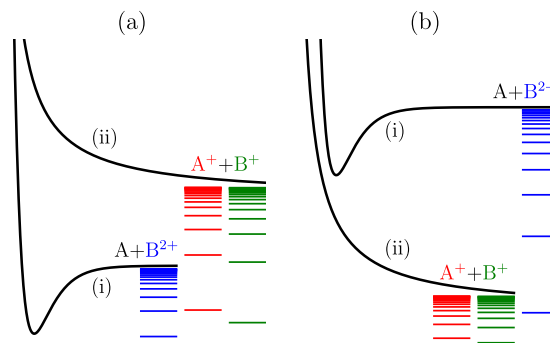 (a)
(ii)
A⁺+B⁺
A+B²⁺
(i)
(b)
A+B²⁺
(i)
(ii)
A⁺+B⁺